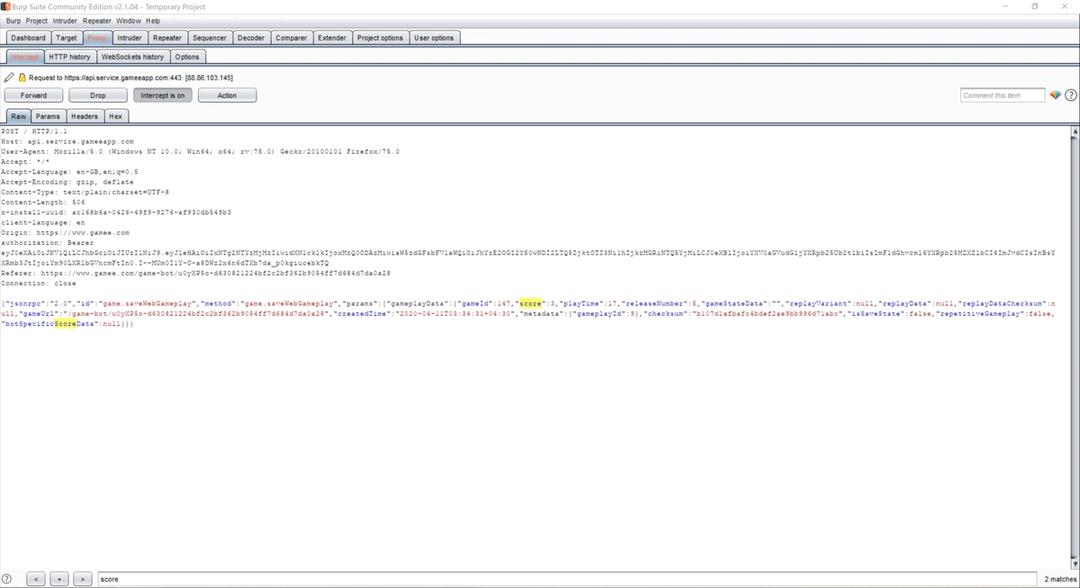 Burp Suite Community Edition v2.1.04 - Temporary Project
Burp Project Intruder Repeater Window Help
Dashboard Target Proxy Intruder Repeater Sequencer Decoder Comparer Extender Project options User options
Intercept HTTP history WebSockets history Options
Request to https://api.service.gameeapp.com:443 [88.86.103.145]
Forward Drop Intercept is on Action Comment this item
Raw Params Headers Hex
POST / HTTP/1.1
Host: api.service.gameeapp.com
User-Agent: Mozilla/5.0 (Windows NT 10.0; Win64; x64; rv:75.0) Gecko/20100101 Firefox/75.0
Accept: */*
Accept-Language: en-GB,en;q=0.5
Accept-Encoding: gzip, deflate
Content-Type: text/plain;charset=UTF-8
Content-Length: 506
x-install-uuid: ac168b6a-0426-49f9-9276-af930db549b3
client-language: en
Origin: https://www.gamee.com
authorization: Bearer
Referer: https://www.gamee.com/game-bot/u0yXP5o-d630821224bf2c2bf362b9054ff7d684d7da0a28
Connection: close
{"jsonrpc":"2.0","id":"game.saveWebGameplay","method":"game.saveWebGameplay","params":{"gameplayData":{"gameId":147,"score":3,"playTime":17,"releaseNumber":5,"gameStateData":"","replayVariant":null,"replayData":null,"replayDataChecksum":n
ull,"gameUrl":"/game-bot/u0yXP5o-d630821224bf2c2bf362b9054ff7d684d7da0a28","createdTime":"2020-04-11T03:34:31+04:30","metadata":{"gameplayId":9},"checksum":"b107d1afbafc4bdef2ae9bb996d71abc","isSaveState":false,"repetitiveGameplay":false,
"botSpecificScoreData":null}}}
< + > score 2 matches